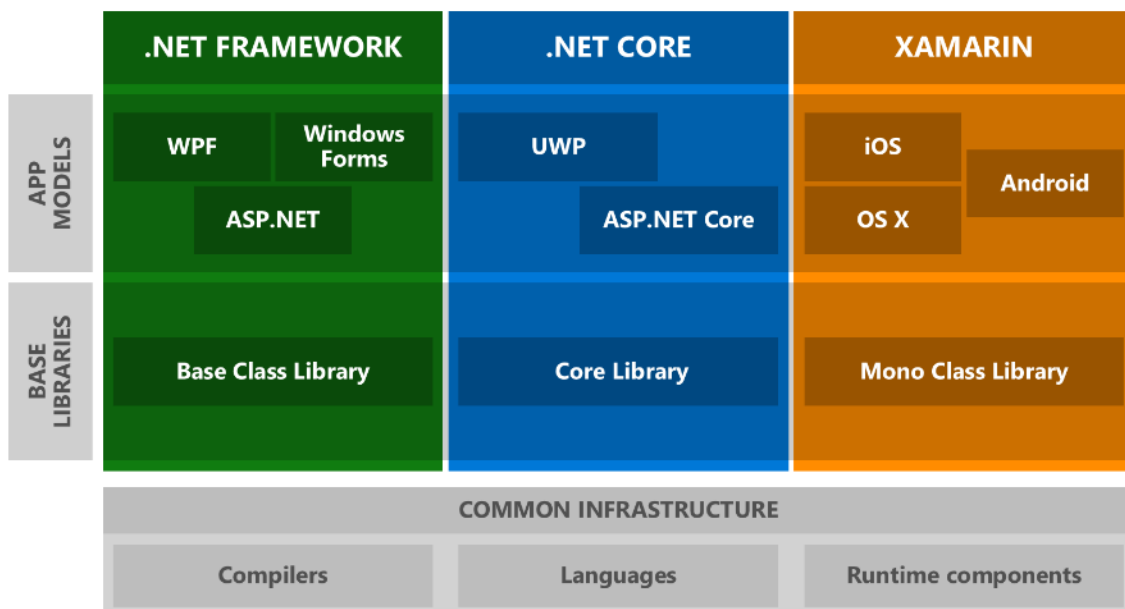 .NET FRAMEWORK
.NET CORE
XAMARIN
APP
MODELS
WPF
Windows
Forms
ASP.NET
UWP
ASP.NET Core
iOS
Android
OS X
BASE
LIBRARIES
Base Class Library
Core Library
Mono Class Library
COMMON INFRASTRUCTURE
Compilers
Languages
Runtime components